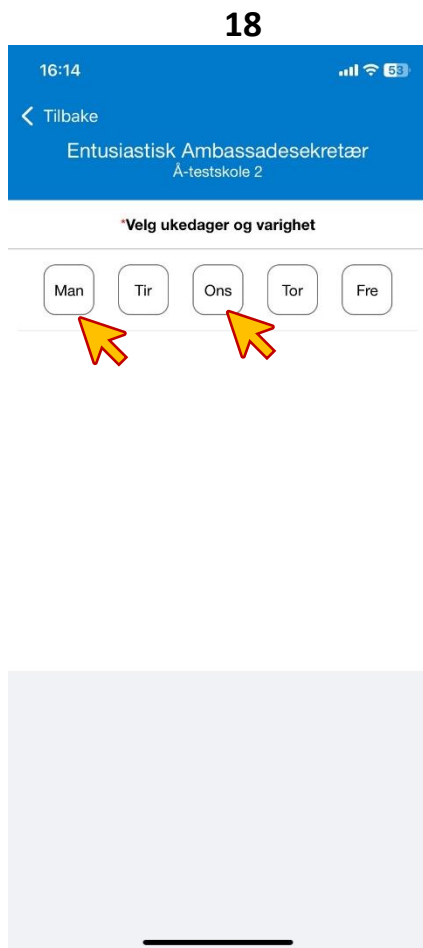 18
16:14
53
Tilbake
Entusiastisk Ambassadesekretær
Å-testskole 2
*Velg ukedager og varighet
Man Tir Ons Tor Fre